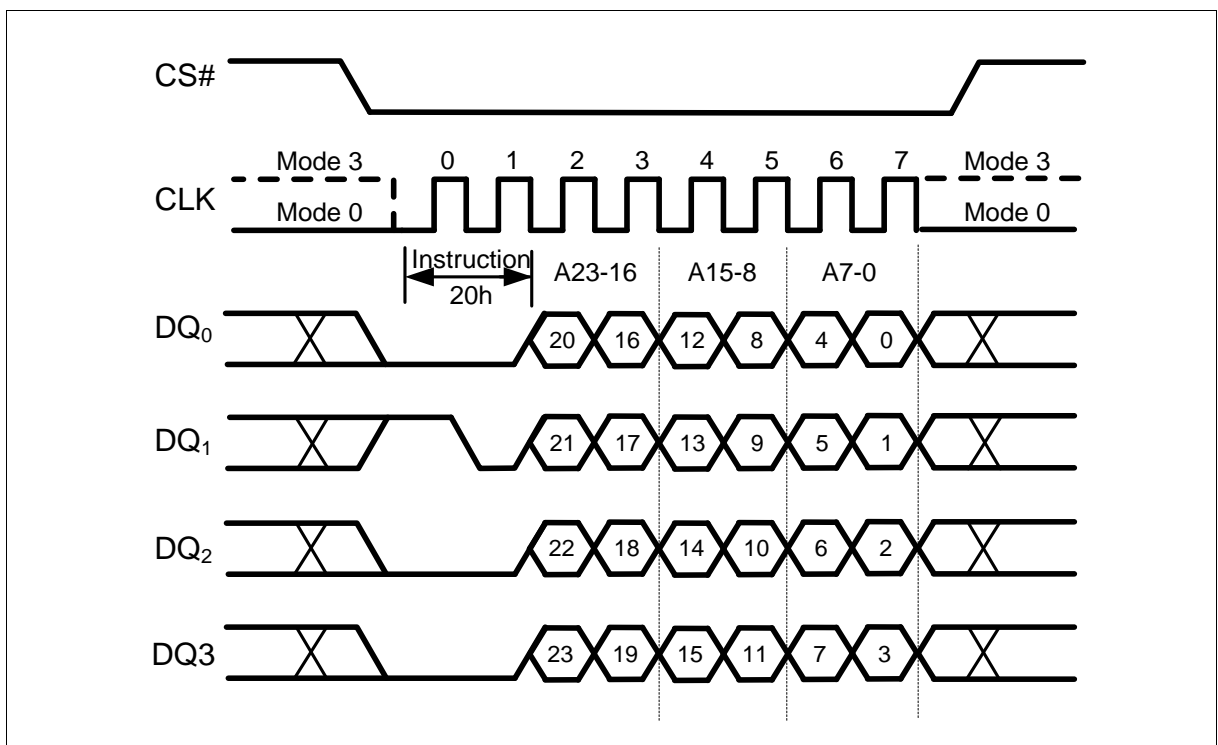 CS#
Mode 3 0 1 2 3 4 5 6 7 Mode 3
CLK
Mode 0 Mode 0
Instruction A23-16 A15-8 A7-0
20h
DQ0 20 16 12 8 4 0
DQ1 21 17 13 9 5 1
DQ2 22 18 14 10 6 2
DQ3 23 19 15 11 7 3